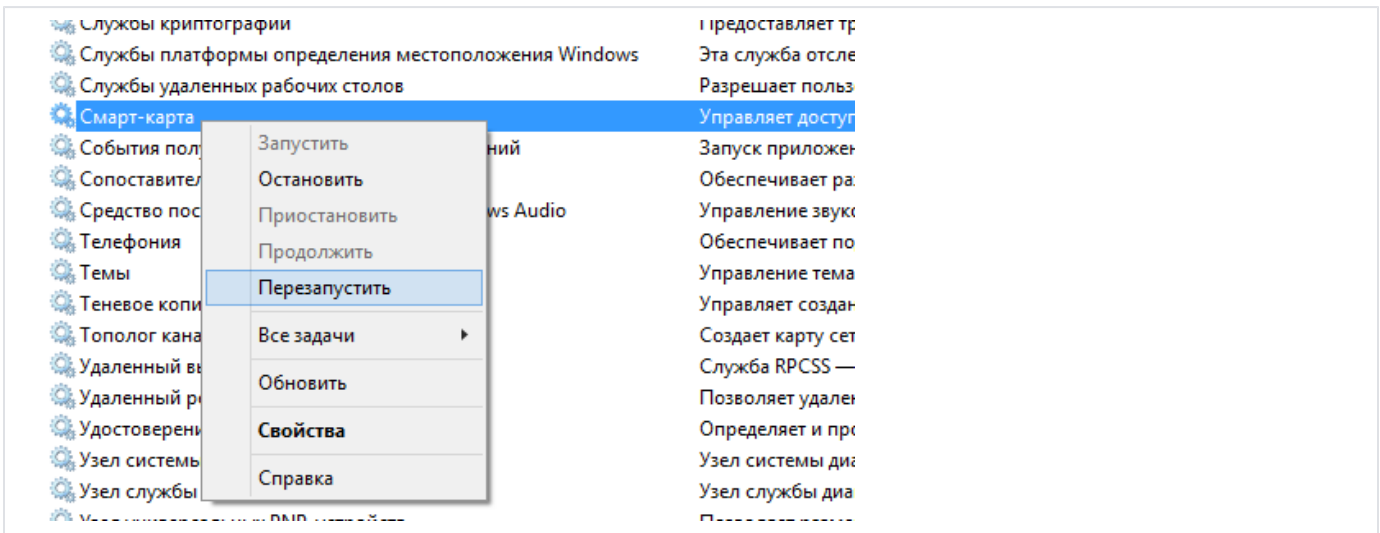 Службы криптографии Предоставляет тр
Службы платформы определения местоположения Windows Эта служба отсле
Службы удаленных рабочих столов Разрешает польз
Смарт-карта Управляет доступ
События пол ний Запуск приложен
Сопоставител Обеспечивает ра
Средство пос ws Audio Управление звук
Телефония Обеспечивает по
Темы Управление тема
Теневое копи Управляет создан
Тополог кана Создает карту сет
Удаленный вы Служба RPCSS —
Удаленный р Позволяет удален
Удостоверени Определяет и про
Узел системы Узел системы диа
Узел службы Узел службы диа
Запустить
Остановить
Приостановить
Продолжить
Перезапустить
Все задачи
Обновить
Свойства
Справка